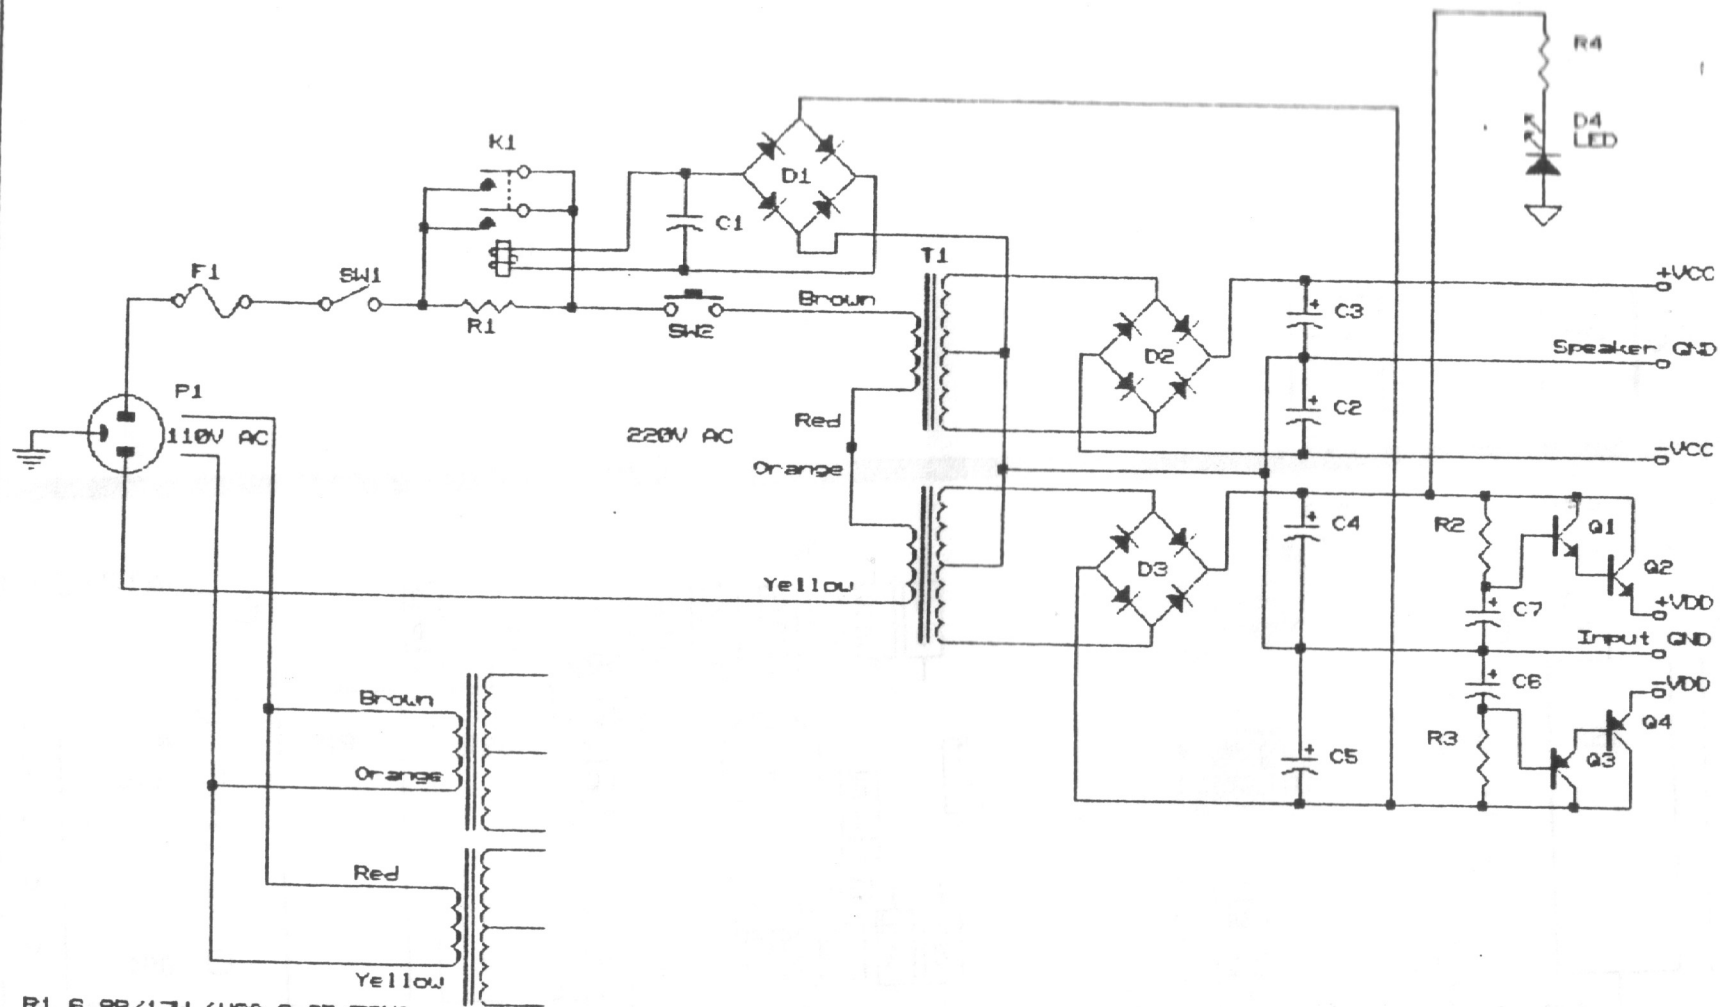 R4
D4
LED
K1
D1
C1
T1
F1
SW1
R1
SW2
Brown
D2
C3
+VCC
Speaker GND
P1
110V AC
220V AC
Red
Orange
C2
-VCC
Yellow
D3
C4
R2
Q1
Q2
+VDD
C7
Input GND
C6
-VDD
Q4
R3
Q3
C5
Brown
Orange
Red
Yellow